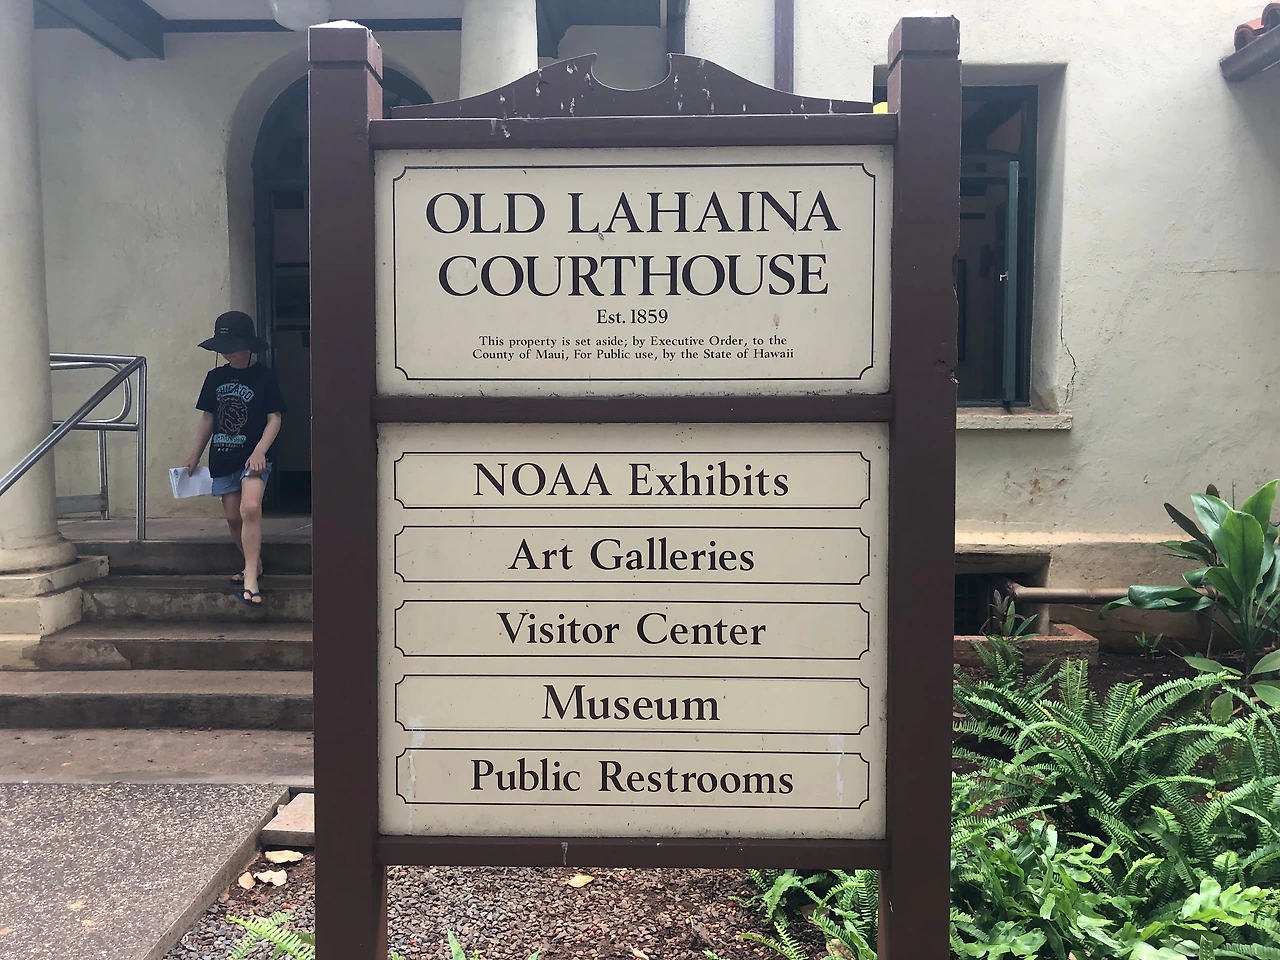 OLD LAHAINA
COURTHOUSE
Est. 1859
This property is set aside; by Executive Order, to the
County of Maui, For Public use, by the State of Hawaii
NOAA Exhibits
Art Galleries
Visitor Center
Museum
Public Restrooms
CHICAGO